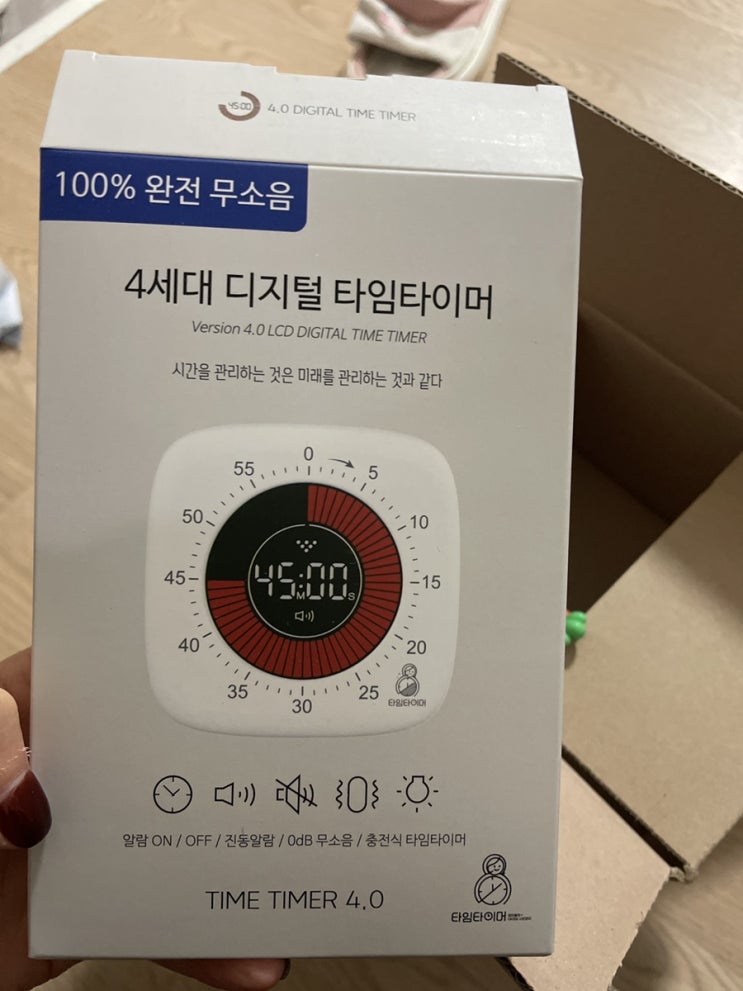 45:00 4.0 DIGITAL TIME TIMER
100% 완전 무소음
4세대 디지털 타임타이머
Version 4.0 LCD DIGITAL TIME TIMER
시간을 관리하는 것은 미래를 관리하는 것과 같다
0
55 5
50 10
45:00
M S
45 15
40 20
35 25
30
타임타이머
알람 ON / OFF / 진동알람 / 0dB 무소음 / 충전식 타임타이머
TIME TIMER 4.0
타임타이머